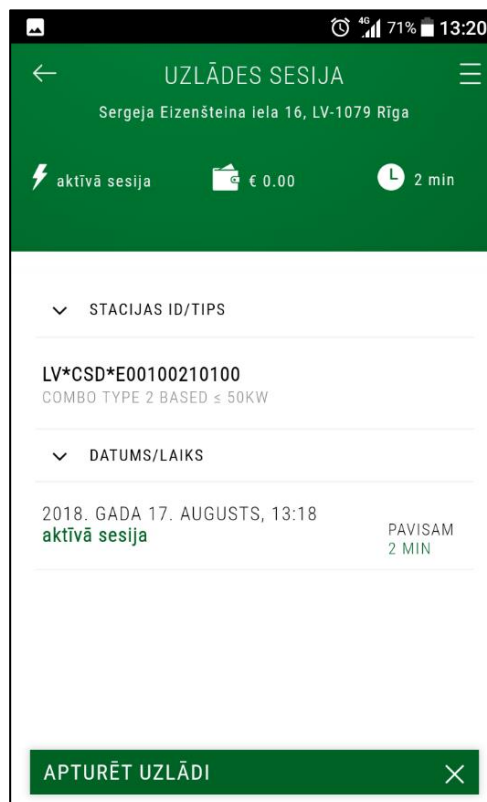 4G 71% 13:20
UZLĀDES SESIJA
Sergeja Eizenšteina iela 16, LV-1079 Rīga
aktīvā sesija € 0.00 2 min
STACIJAS ID/TIPS
LV*CSD*E00100210100
COMBO TYPE 2 BASED ≤ 50KW
DATUMS/LAIKS
2018. GADA 17. AUGUSTS, 13:18
aktīvā sesija
PAVISAM
2 MIN
APTURĒT UZLĀDI